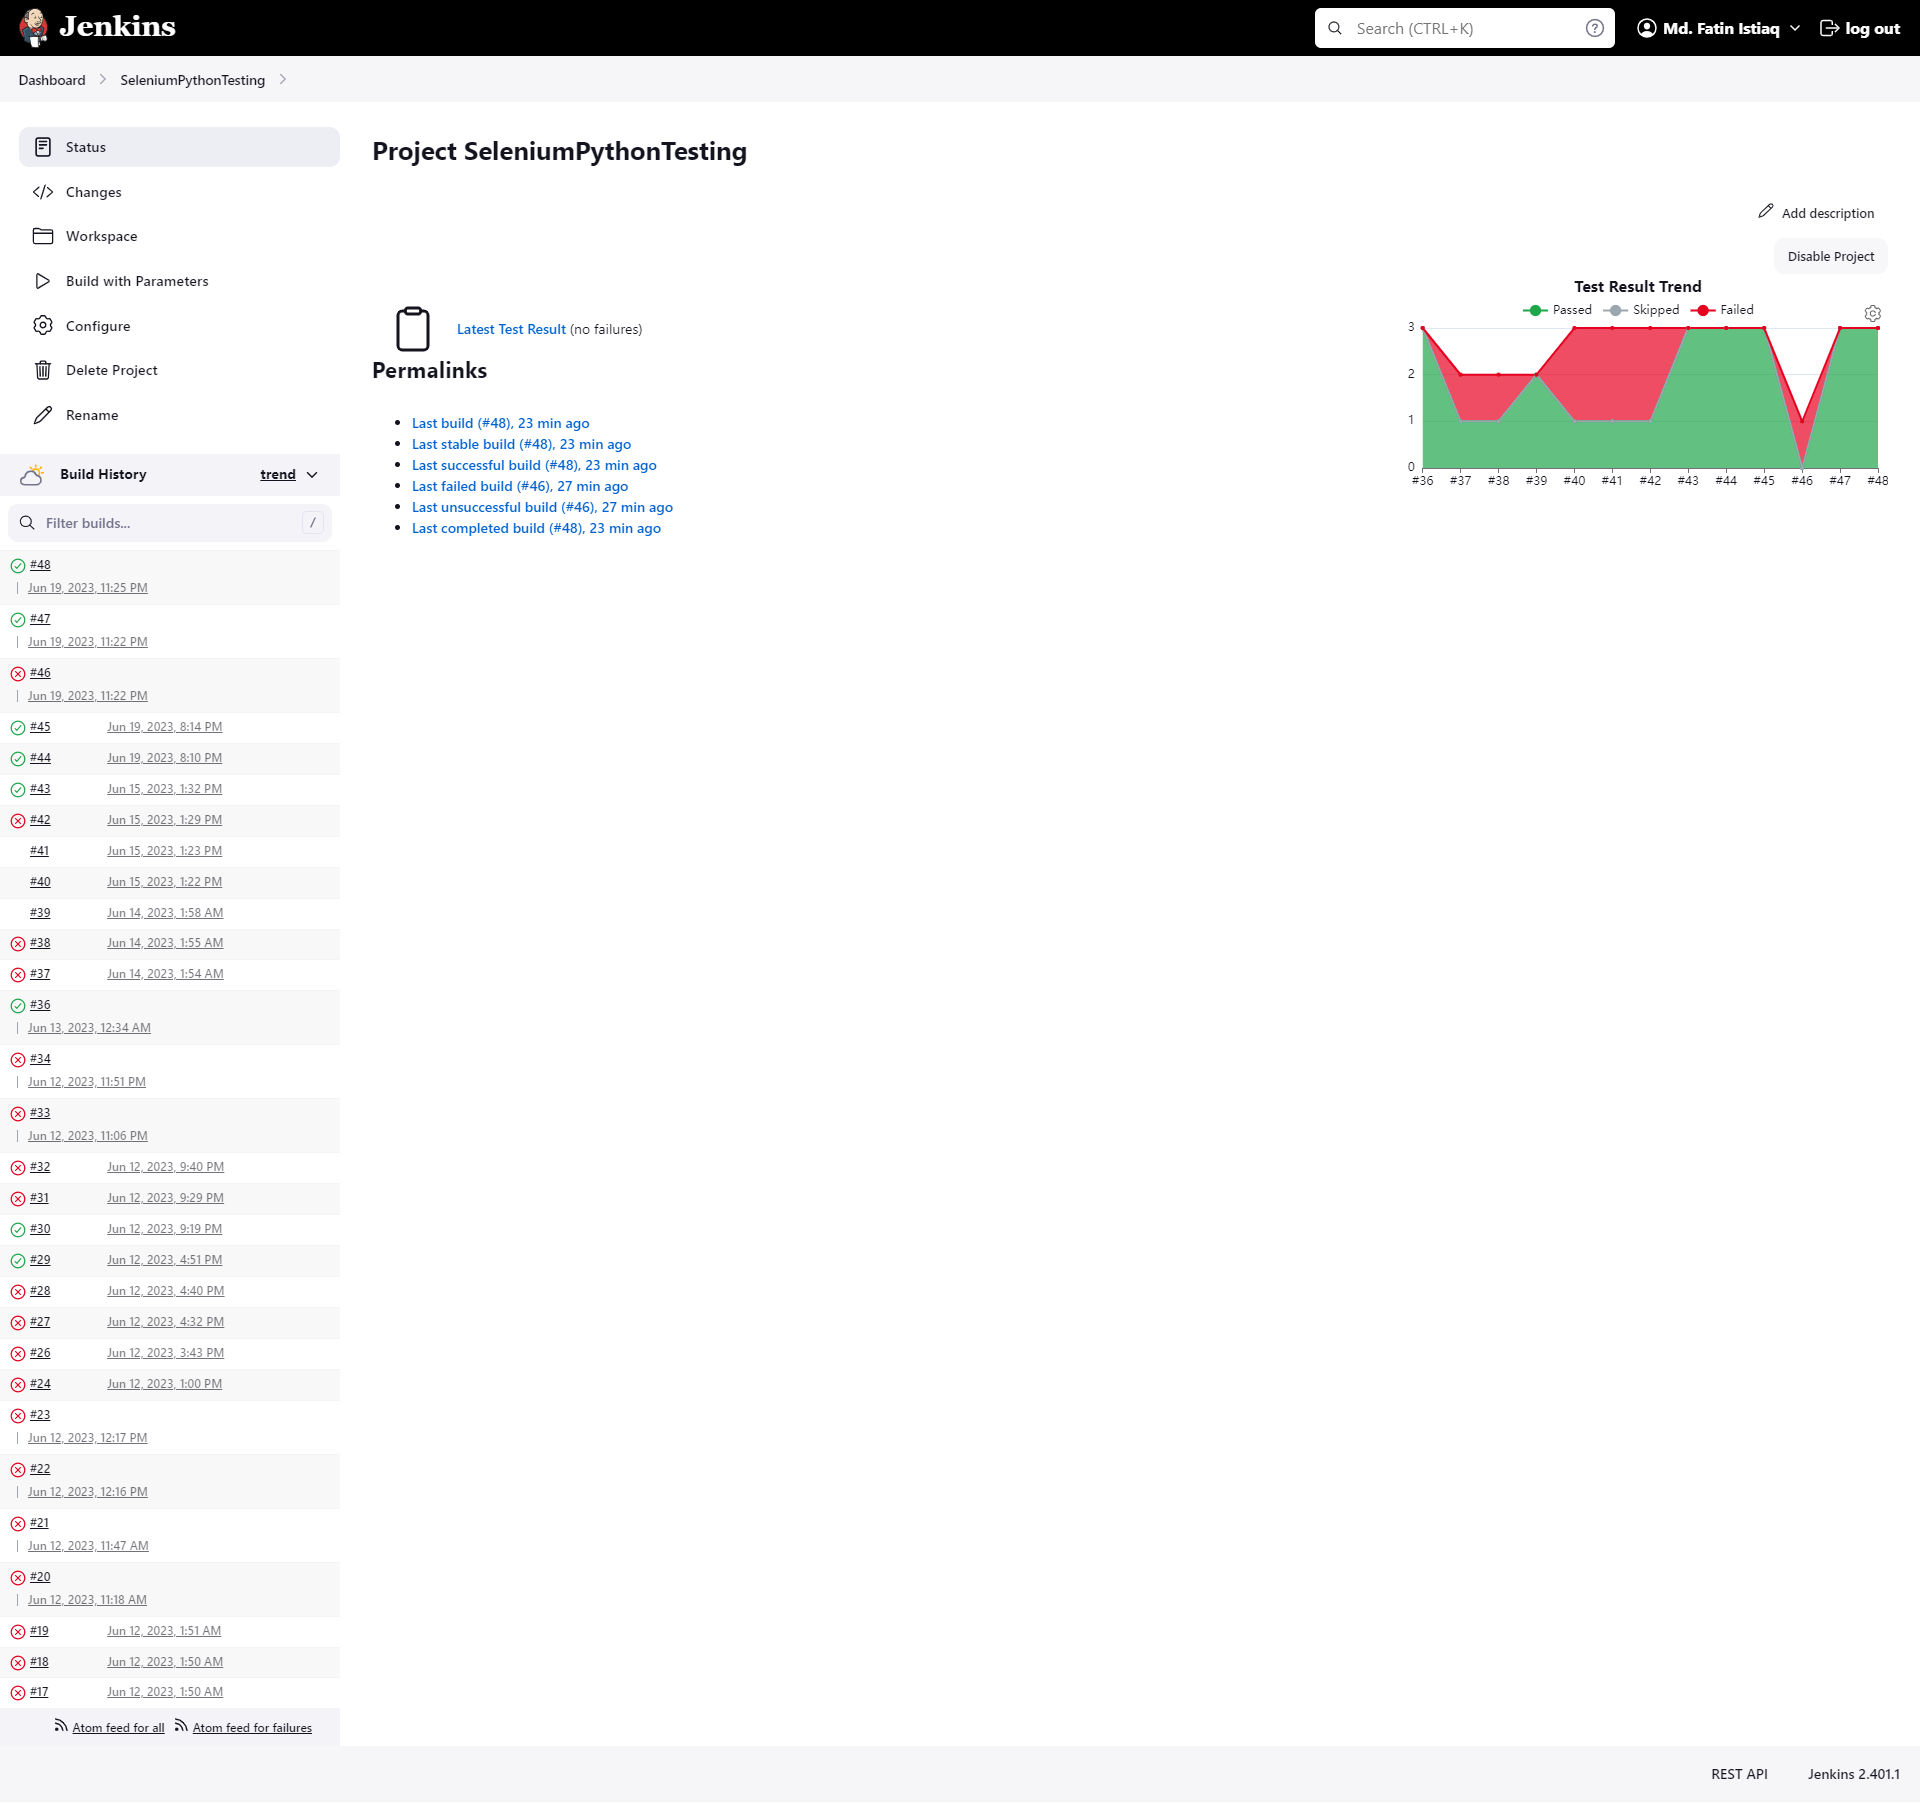 Jenkins
Search (CTRL+K)
Md. Fatin Istiaq
log out
Dashboard
SeleniumPythonTesting
Status
Changes
Workspace
Build with Parameters
Configure
Delete Project
Rename
Build History
trend
Filter builds...
/
#48
Jun 19, 2023, 11:25 PM
#47
Jun 19, 2023, 11:22 PM
#46
Jun 19, 2023, 11:22 PM
#45 Jun 19, 2023, 8:14 PM
#44 Jun 19, 2023, 8:10 PM
#43 Jun 15, 2023, 1:32 PM
#42 Jun 15, 2023, 1:29 PM
#41 Jun 15, 2023, 1:23 PM
#40 Jun 15, 2023, 1:22 PM
#39 Jun 14, 2023, 1:58 AM
#38 Jun 14, 2023, 1:55 AM
#37 Jun 14, 2023, 1:54 AM
#36
Jun 13, 2023, 12:34 AM
#34
Jun 12, 2023, 11:51 PM
#33
Jun 12, 2023, 11:06 PM
#32 Jun 12, 2023, 9:40 PM
#31 Jun 12, 2023, 9:29 PM
#30 Jun 12, 2023, 9:19 PM
#29 Jun 12, 2023, 4:51 PM
#28 Jun 12, 2023, 4:40 PM
#27 Jun 12, 2023, 4:32 PM
#26 Jun 12, 2023, 3:43 PM
#24 Jun 12, 2023, 1:00 PM
#23
Jun 12, 2023, 12:17 PM
#22
Jun 12, 2023, 12:16 PM
#21
Jun 12, 2023, 11:47 AM
#20
Jun 12, 2023, 11:18 AM
#19 Jun 12, 2023, 1:51 AM
#18 Jun 12, 2023, 1:50 AM
#17 Jun 12, 2023, 1:50 AM
Atom feed for all Atom feed for failures
Project SeleniumPythonTesting
Add description
Disable Project
Latest Test Result (no failures)
Permalinks
Last build (#48), 23 min ago
Last stable build (#48), 23 min ago
Last successful build (#48), 23 min ago
Last failed build (#46), 27 min ago
Last unsuccessful build (#46), 27 min ago
Last completed build (#48), 23 min ago
Test Result Trend
Passed Skipped Failed
3
2
1
0
#36 #37 #38 #39 #40 #41 #42 #43 #44 #45 #46 #47 #48
REST API
Jenkins 2.401.1